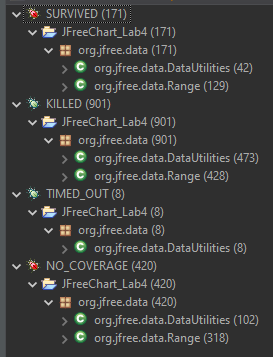 SURVIVED (171)
JFreeChart_Lab4 (171)
org.jfree.data (171)
org.jfree.data.DataUtilities (42)
org.jfree.data.Range (129)
KILLED (901)
JFreeChart_Lab4 (901)
org.jfree.data (901)
org.jfree.data.DataUtilities (473)
org.jfree.data.Range (428)
TIMED_OUT (8)
JFreeChart_Lab4 (8)
org.jfree.data (8)
org.jfree.data.DataUtilities (8)
NO_COVERAGE (420)
JFreeChart_Lab4 (420)
org.jfree.data (420)
org.jfree.data.DataUtilities (102)
org.jfree.data.Range (318)